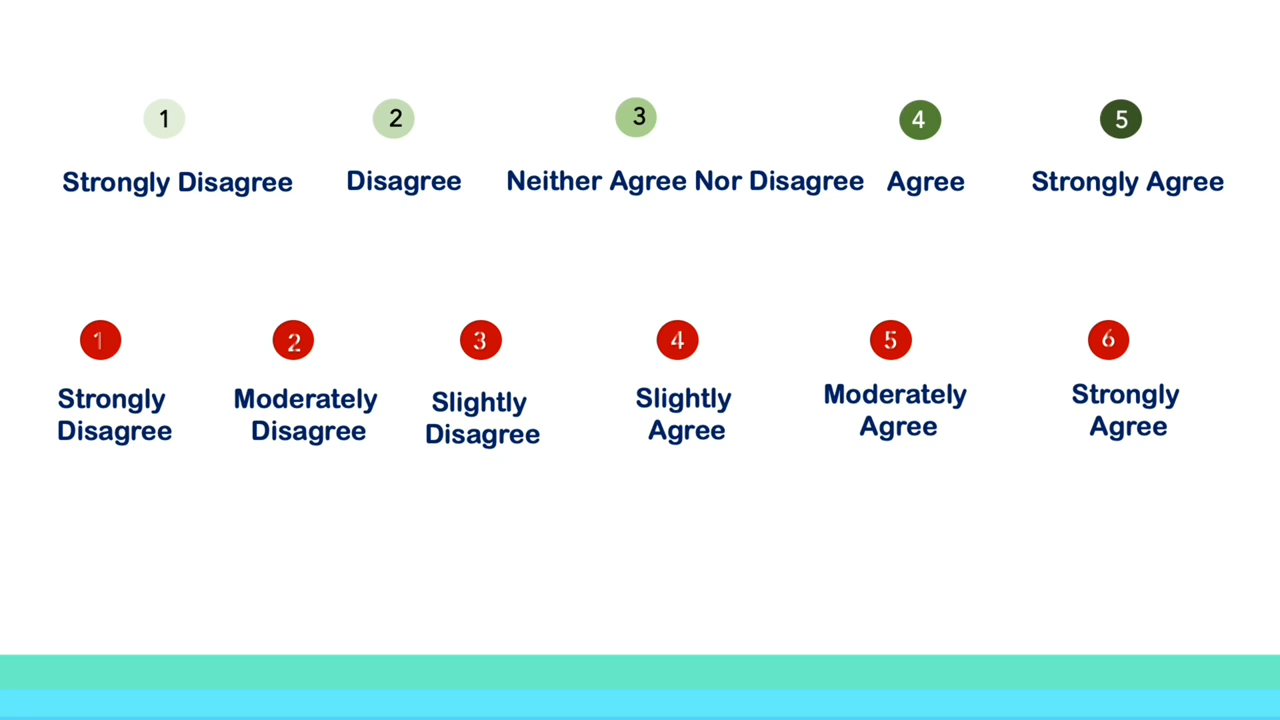 1 2 3 4 5
Strongly Disagree Disagree Neither Agree Nor Disagree Agree Strongly Agree
1 2 3 4 5 6
Strongly Disagree
Moderately Disagree
Slightly Disagree
Slightly Agree
Moderately Agree
Strongly Agree